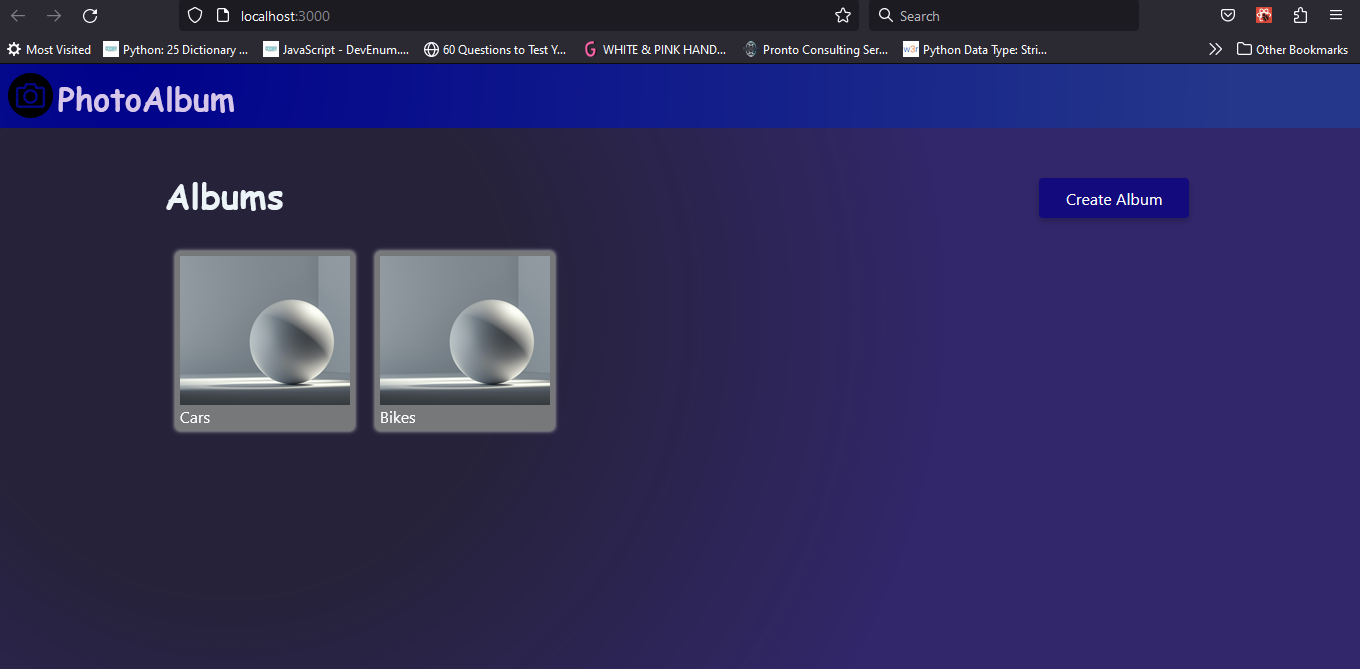 localhost:3000
Search
Most Visited
Python: 25 Dictionary ...
JavaScript - DevEnum....
60 Questions to Test Y...
WHITE & PINK HAND...
Pronto Consulting Ser...
w3r
Python Data Type: Stri...
Other Bookmarks
PhotoAlbum
Albums
Create Album
Cars
Bikes